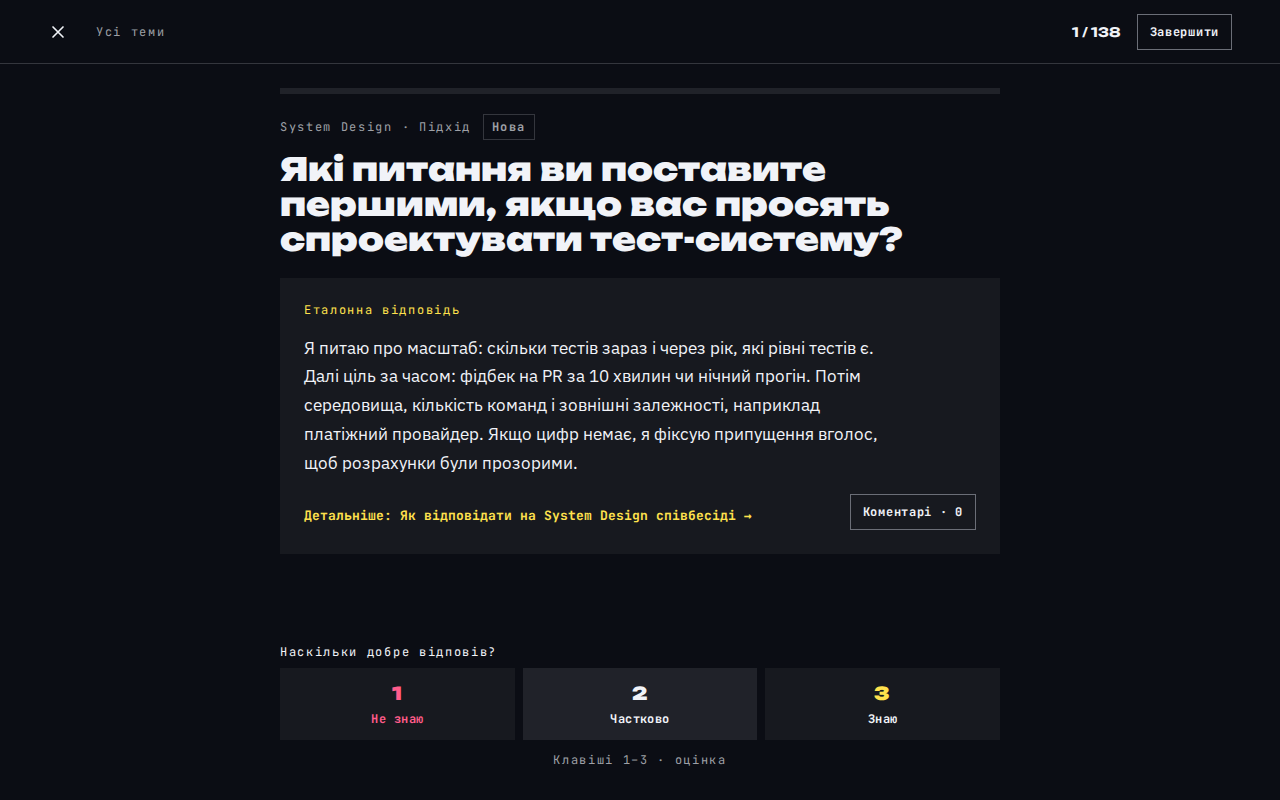 Усі теми
1/138
Завершити
System Design · Підхід
Нова
Які питання ви поставите
першими, якщо вас просять
спроектувати тест-систему?
Еталонна відповідь
Я питаю про масштаб: скільки тестів зараз і через рік, які рівні тестів є.
Далі ціль за часом: фідбек на PR за 10 хвилин чи нічний прогін. Потім
середовища, кількість команд і зовнішні залежності, наприклад
платіжний провайдер. Якщо цифр немає, я фіксую припущення вголос,
щоб розрахунки були прозорими.
Детальніше: Як відповідати на System Design співбесіді →
Коментарі · 0
Наскільки добре відповів?
1
Не знаю
2
Частково
3
Знаю
Клавіші 1–3 · оцінка